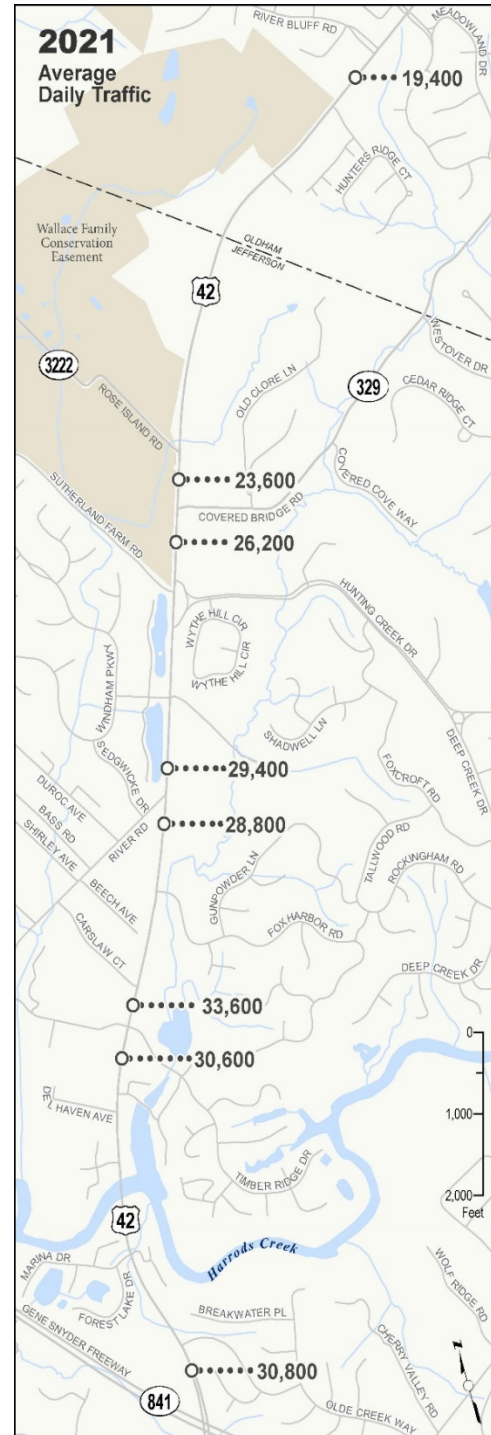 2021
Average
Daily Traffic
RIVER BLUFF RD
MEADOWLAND DR
19,400
HUNTERS RIDGE CT
Wallace Family
Conservation
Easement
OLDHAM
JEFFERSON
42
WESTOVER DR
3222
329
ROSE ISLAND RD
OLD CLORE LN
CEDAR RIDGE CT
23,600
COVERED COVE WAY
SUTHERLAND FARM RD
COVERED BRIDGE RD
26,200
HUNTING CREEK DR
WYTHE HILL CIR
WYTHE HILL CIR
WINDHAM PKWY
SHADWELL LN
DEEP CREEK DR
SEDGWICKE DR
FOXCROFT RD
29,400
DUROC AVE
BASS RD
SHIRLEY AVE
RIVER RD
28,800
TALLWOOD RD
ROCKINGHAM RD
GUNPOWDER LN
BEECH AVE
CARSLAW CT
FOX HARBOR RD
DEEP CREEK DR
33,600
0
30,600
DEL HAVEN AVE
1,000
TIMBER RIDGE DR
2,000
Feet
42
Harrods Creek
MARINA DR
FOREST LAKE DR
WOLF RIDGE RD
BREAKWATER PL
GENE SNYDER FREEWAY
CHERRY VALLEY RD
30,800
841
OLDE CREEK WAY